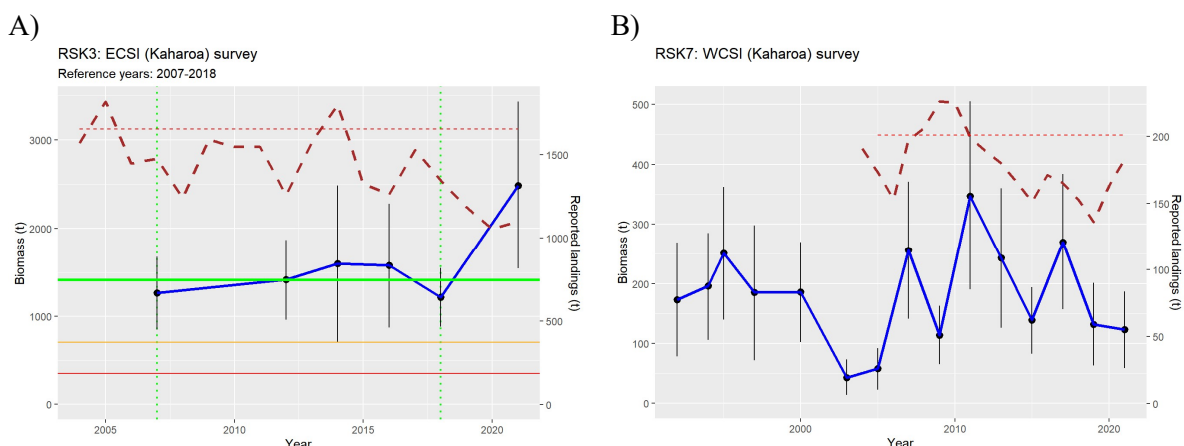 A)
RSK3: ECSI (Kaharoa) survey
Reference years: 2007-2018
Biomass (t)
3000
2000
1000
0
1500
1000
500
0
Reported landings (t)
2005
2010
2015
2020
Year
B)
RSK7: WCSI (Kaharoa) survey
Biomass (t)
500
400
300
200
100
0
200
150
100
50
0
Reported landings (t)
2000
2010
2020
Year